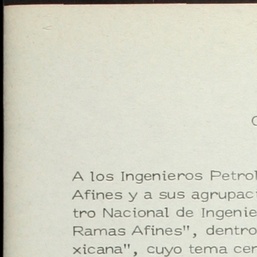 A los Ingenieros Petrol
Afines y a sus agrupac
tro Nacional de Ingenie
Ramas Afines", dentro
xicana", cuyo tema cen